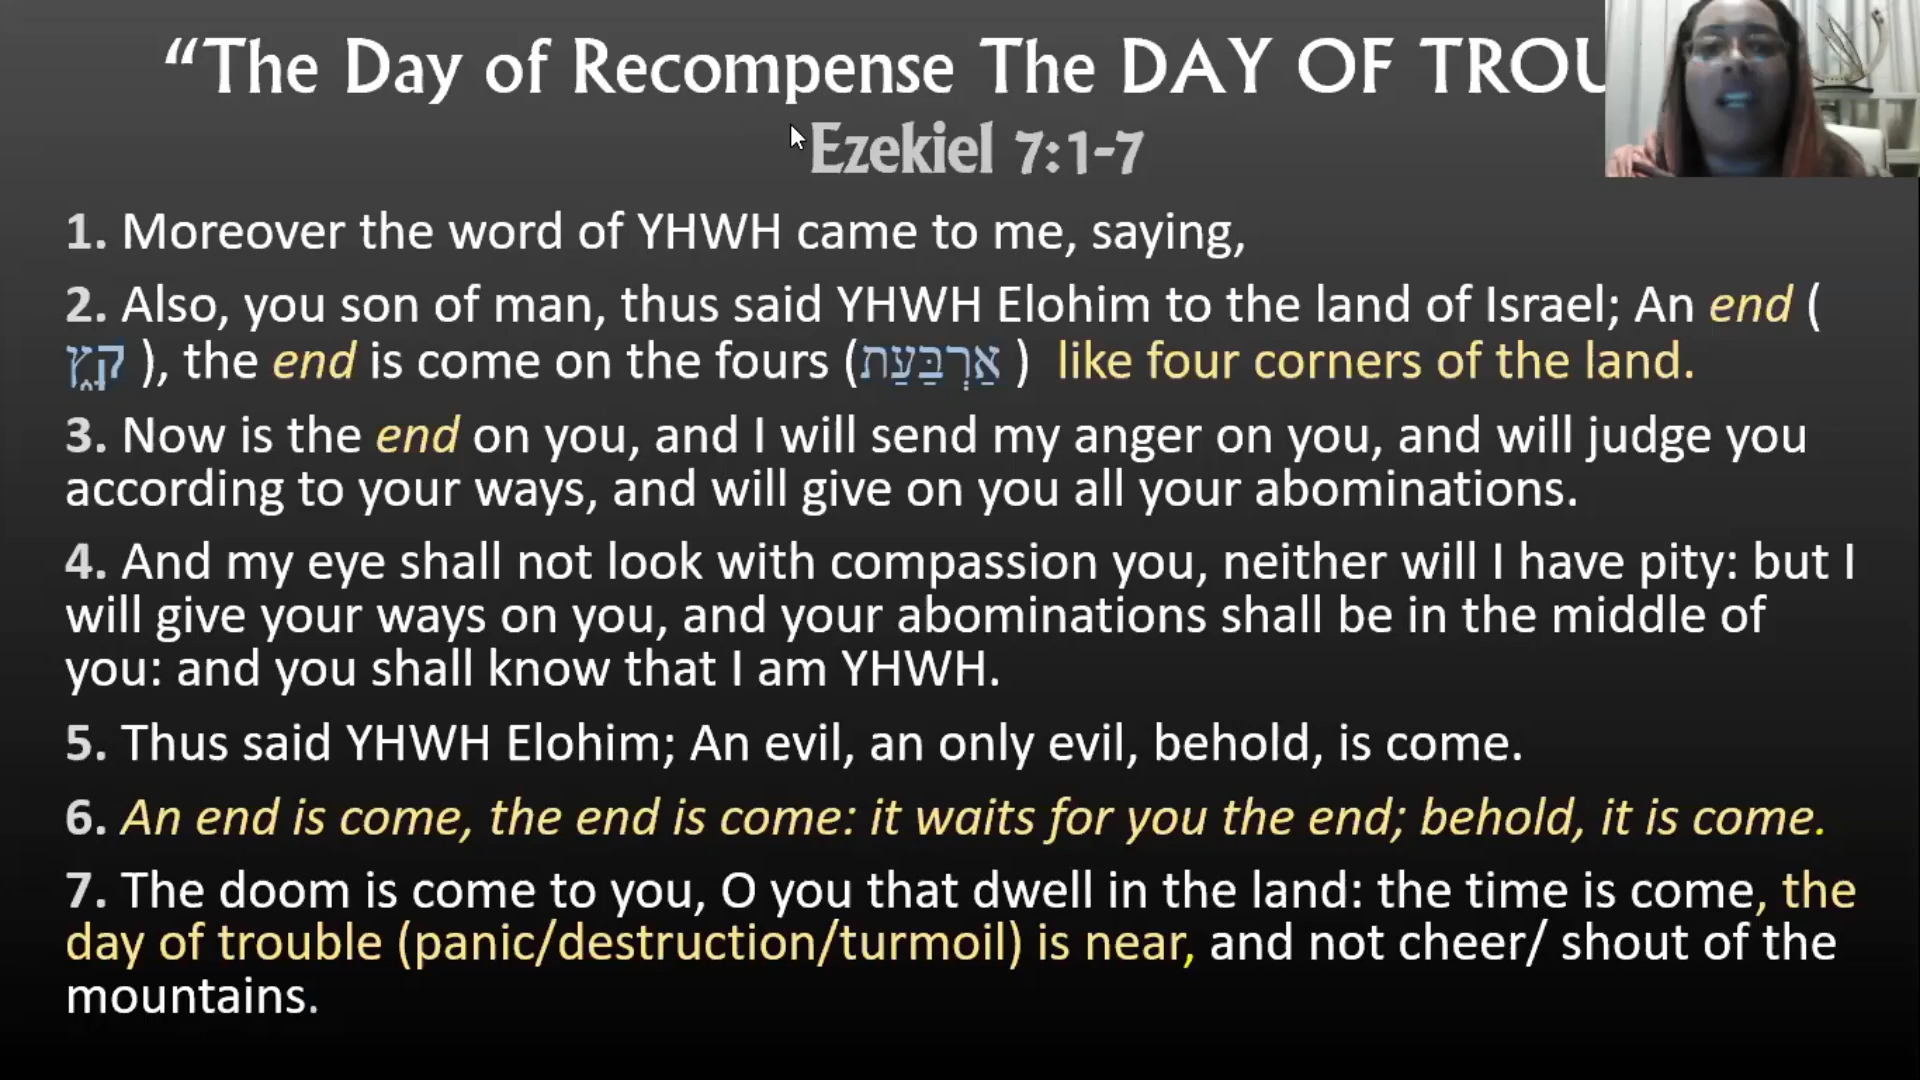 “The Day of Recompense The DAY OF TROU
Ezekiel 7:1-7
1. Moreover the word of YHWH came to me, saying,
2. Also, you son of man, thus said YHWH Elohim to the land of Israel; An end (
קֵ֑ץ ), the end is come on the fours (אַרְבַּעַת ) like four corners of the land.
3. Now is the end on you, and I will send my anger on you, and will judge you
according to your ways, and will give on you all your abominations.
4. And my eye shall not look with compassion you, neither will I have pity: but I
will give your ways on you, and your abominations shall be in the middle of
you: and you shall know that I am YHWH.
5. Thus said YHWH Elohim; An evil, an only evil, behold, is come.
6. An end is come, the end is come: it waits for you the end; behold, it is come.
7. The doom is come to you, O you that dwell in the land: the time is come, the
day of trouble (panic/destruction/turmoil) is near, and not cheer/ shout of the
mountains.